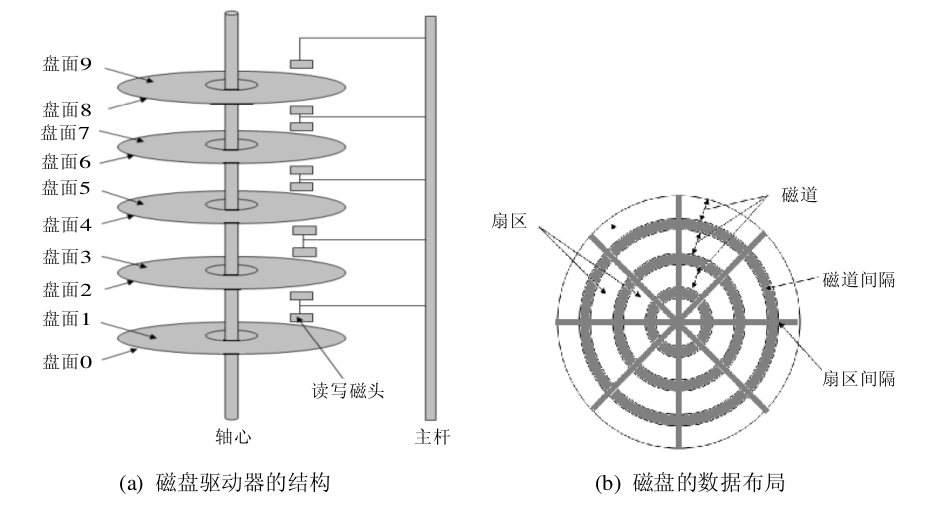 盘面9
盘面8
盘面7
盘面6
盘面5
盘面4
盘面3
盘面2
盘面1
盘面0
读写磁头
轴心
主杆
(a) 磁盘驱动器的结构
磁道
扇区
磁道间隔
扇区间隔
(b) 磁盘的数据布局